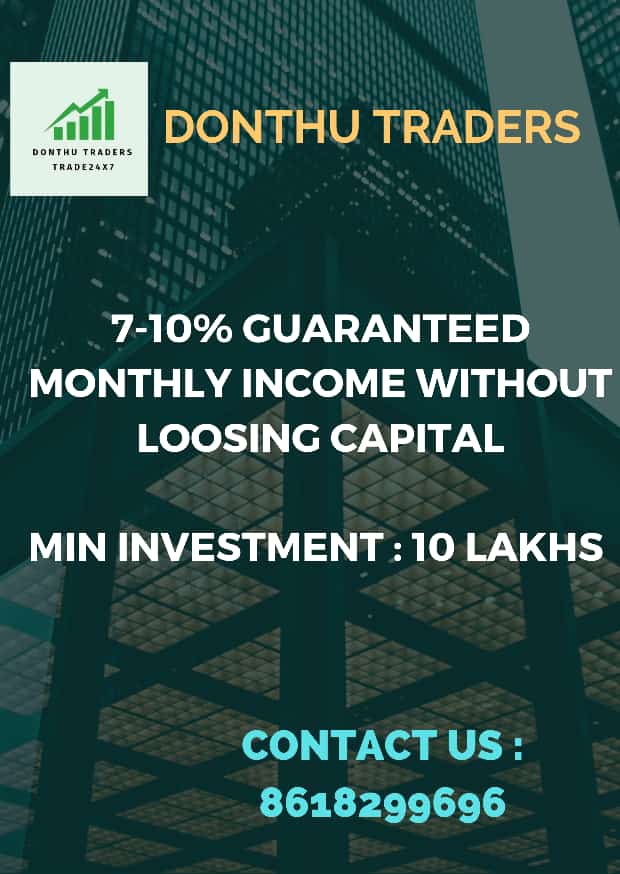 DONTHU TRADERS
TRADE24X7
DONTHU TRADERS
7-10% GUARANTEED
MONTHLY INCOME WITHOUT
LOOSING CAPITAL
MIN INVESTMENT : 10 LAKHS
CONTACT US :
8618299696